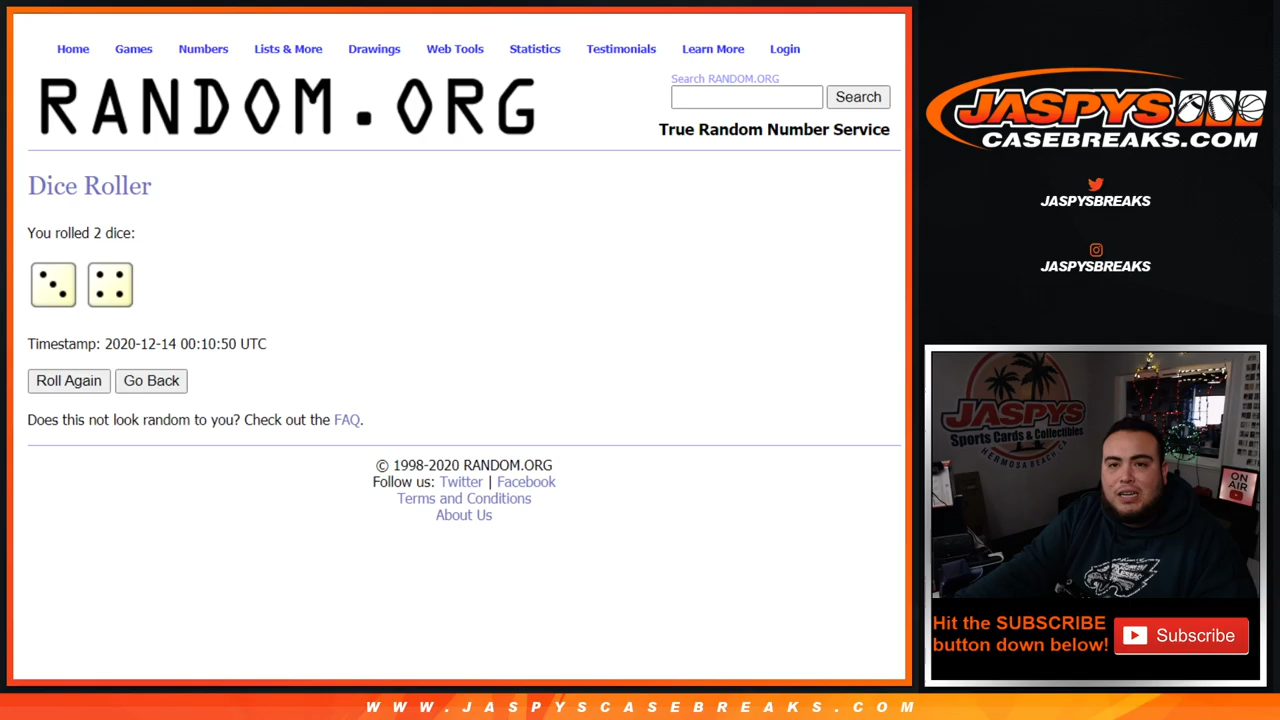 Home Games Numbers Lists & More Drawings Web Tools Statistics Testimonials Learn More Login
RANDOM.ORG
Search RANDOM.ORG
Search
True Random Number Service
Dice Roller
You rolled 2 dice:
Timestamp: 2020-12-14 00:10:50 UTC
Roll Again Go Back
Does this not look random to you? Check out the FAQ.
© 1998-2020 RANDOM.ORG
Follow us: Twitter | Facebook
Terms and Conditions
About Us
JASPYS
CASEBREAKS.COM
JASPYSBREAKS
JASPYSBREAKS
JASPYS
Sports Cards & Collectibles
HERMOSA BEACH, CA
ON
AIR
Hit the SUBSCRIBE
button down below!
Subscribe
WWW.JASPYSCASEBREAKS.COM